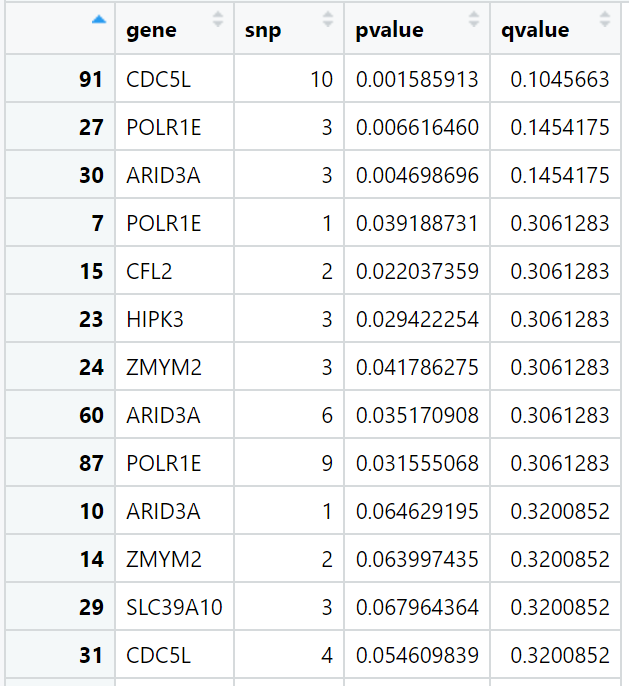 gene snp pvalue qvalue
91 CDC5L 10 0.001585913 0.1045663
27 POLR1E 3 0.006616460 0.1454175
30 ARID3A 3 0.004698696 0.1454175
7 POLR1E 1 0.039188731 0.3061283
15 CFL2 2 0.022037359 0.3061283
23 HIPK3 3 0.029422254 0.3061283
24 ZMYM2 3 0.041786275 0.3061283
60 ARID3A 6 0.035170908 0.3061283
87 POLR1E 9 0.031555068 0.3061283
10 ARID3A 1 0.064629195 0.3200852
14 ZMYM2 2 0.063997435 0.3200852
29 SLC39A10 3 0.067964364 0.3200852
31 CDC5L 4 0.054609839 0.3200852